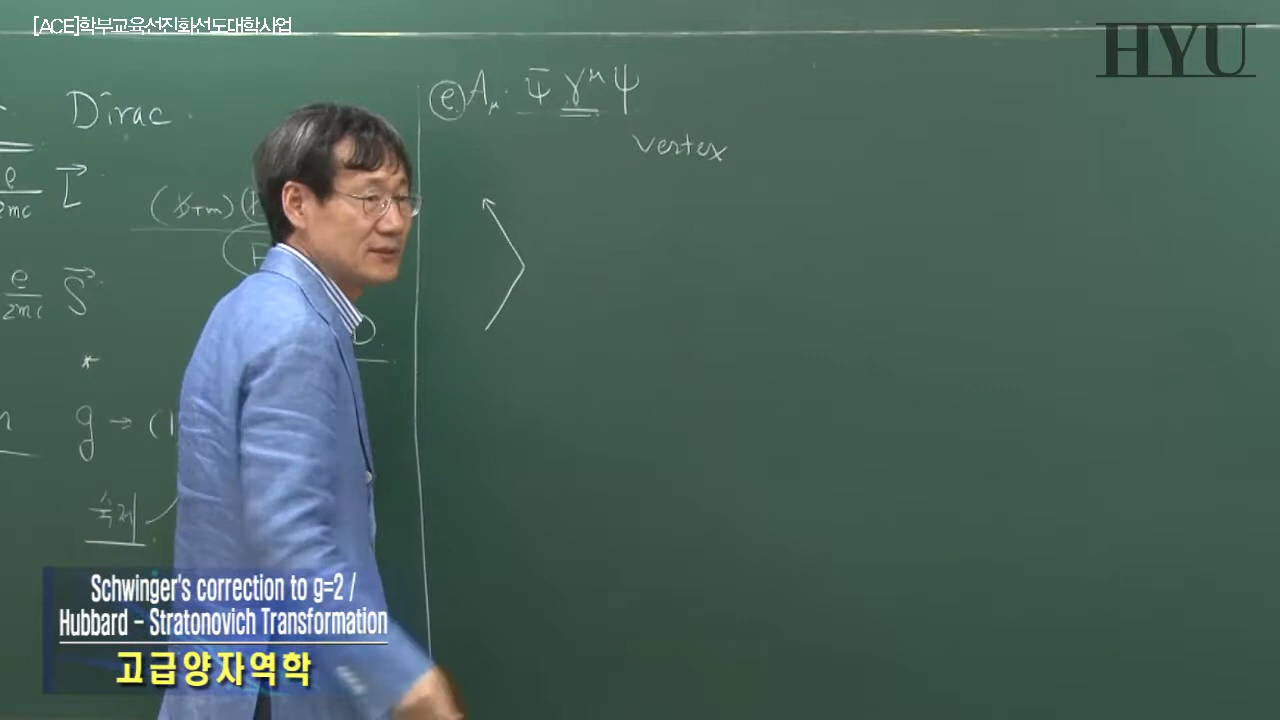 [ACE]학부교육선진화선도대학사업
HYU
Dirac.
e/2mc L⃗
e/2mc S⃗
*
g → (1
숙제
e A_μ · ψ̄ γ^μ ψ
vertex
Schwinger's correction to g=2 /
Hubbard - Stratonovich Transformation
고급양자역학